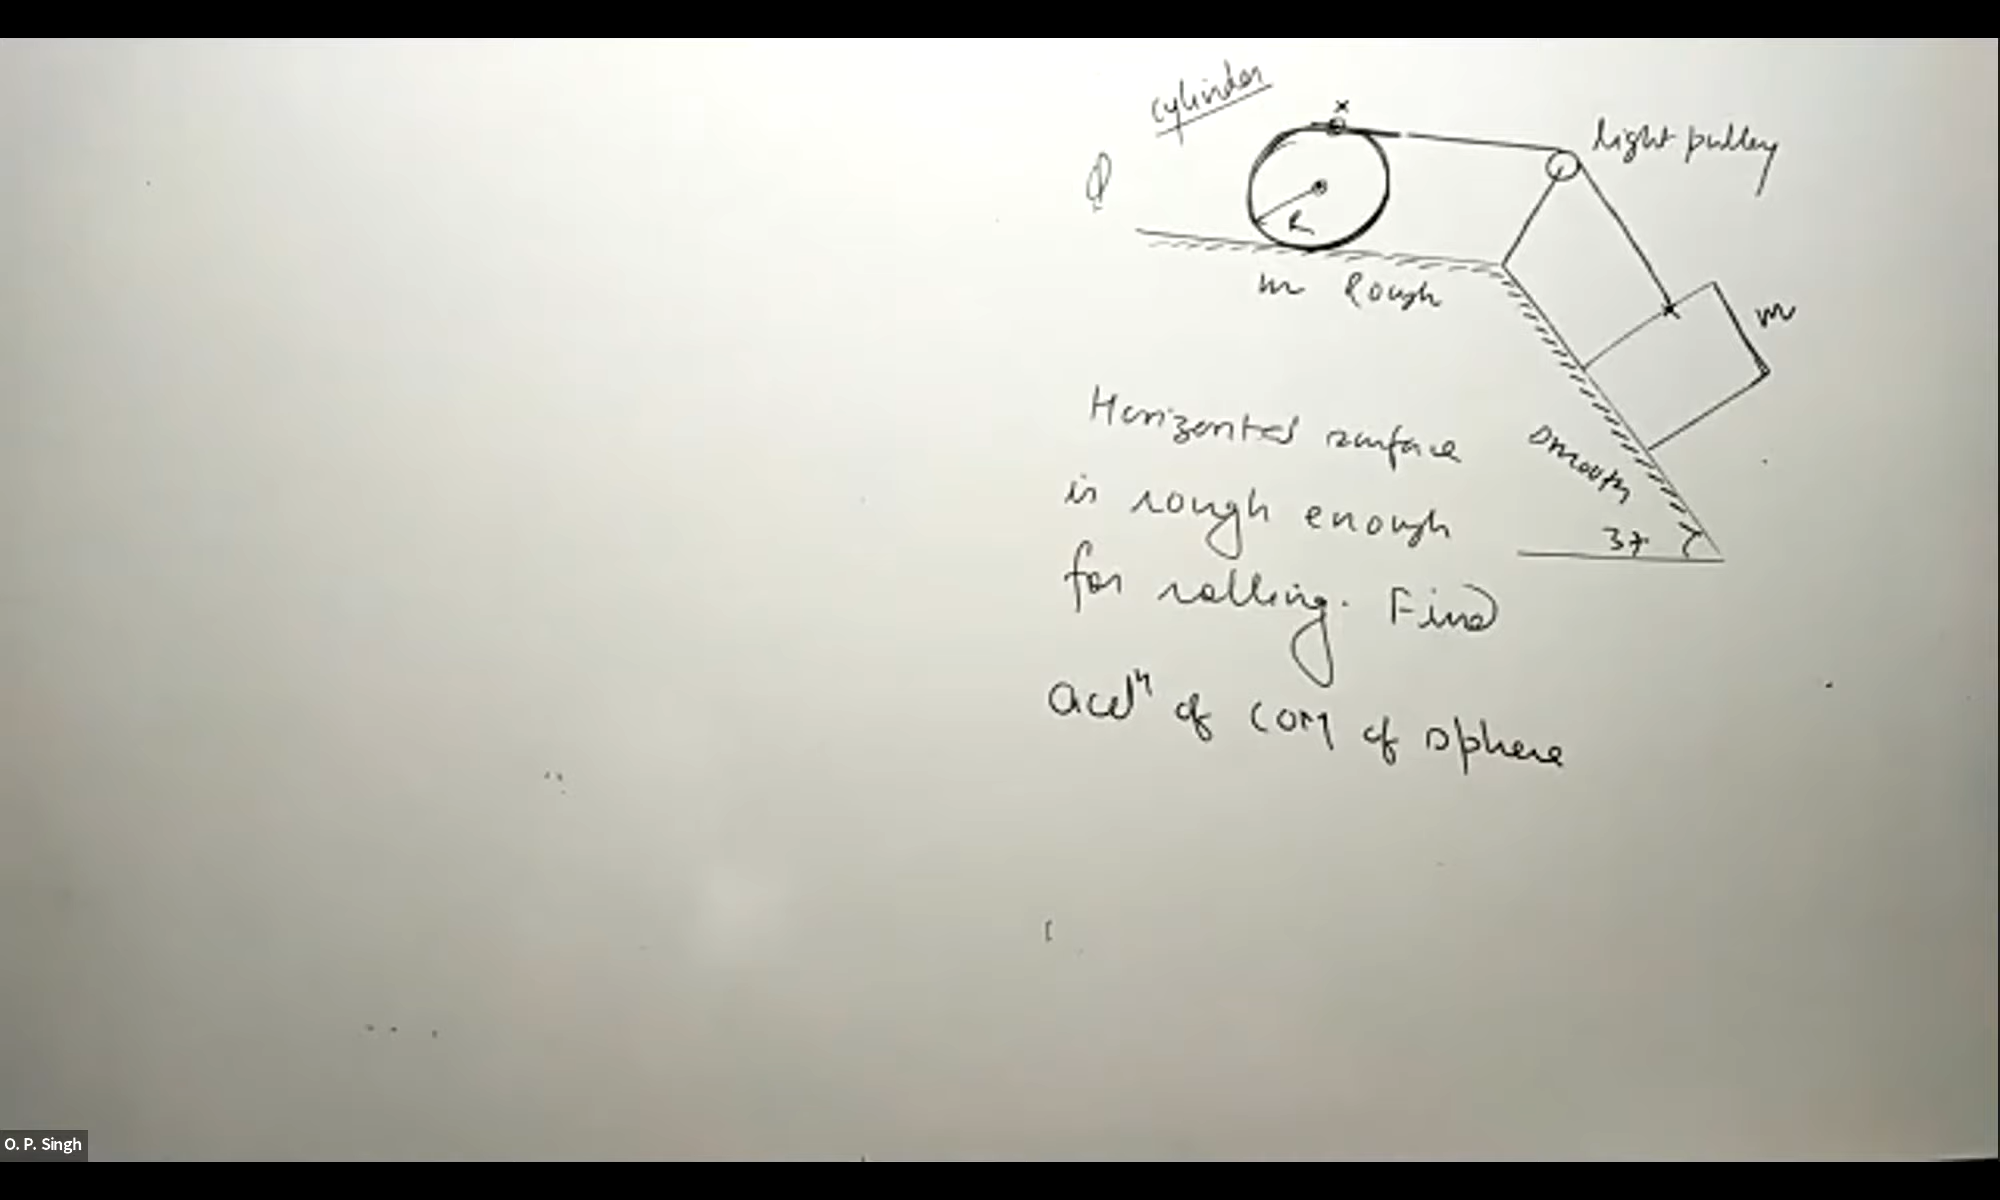 cylinder
x
light pulley
R
m Rough
m
Horizontal surface
is rough enough
for rolling. Find
accln of COM of sphere
smooth
37
O. P. Singh